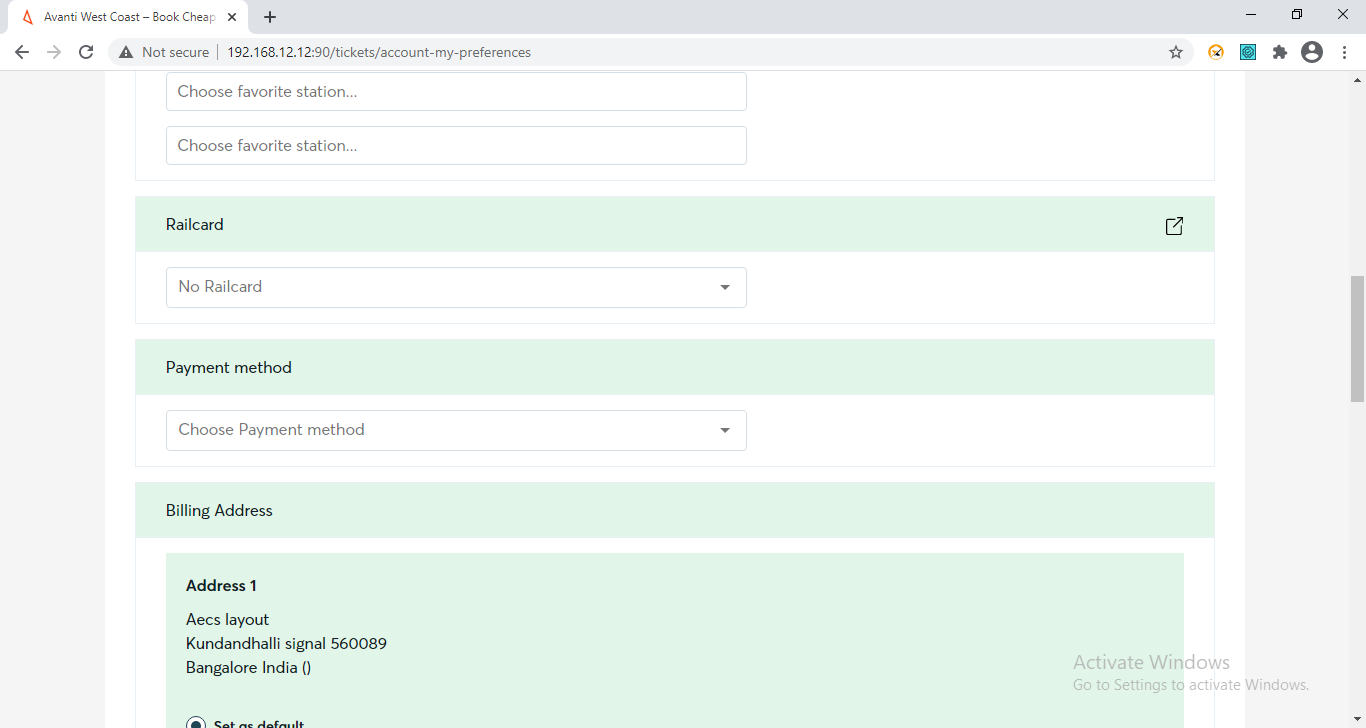 Avanti West Coast – Book Cheap
Not secure
192.168.12.12:90/tickets/account-my-preferences
Choose favorite station...
Choose favorite station...
Railcard
No Railcard
Payment method
Choose Payment method
Billing Address
Address 1
Aecs layout
Kundandhalli signal 560089
Bangalore India ()
Set as default
Activate Windows
Go to Settings to activate Windows.